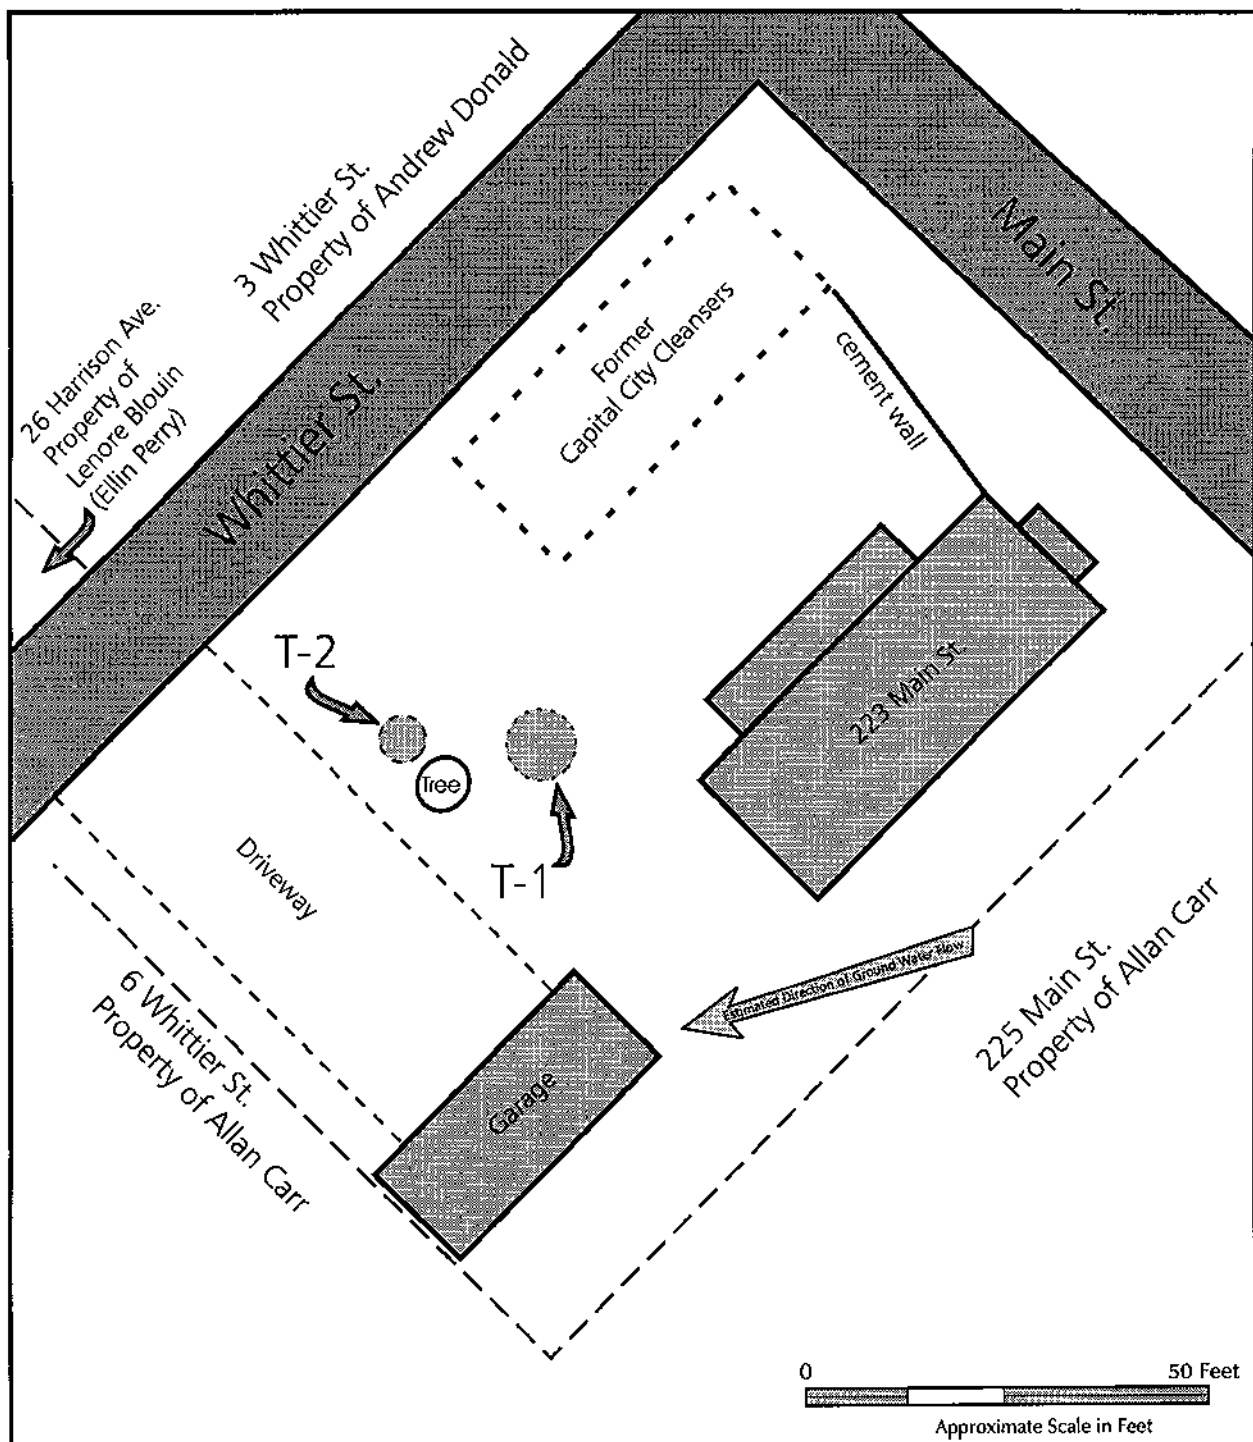 3 Whittier St.
Property of Andrew Donald
26 Harrison Ave.
Property of
Lenore Blouin
(Ellin Perry)
Whittier St.
Main St.
Former
Capital City Cleansers
cement wall
223 Main St.
T-2
Tree
T-1
Driveway
Estimated Direction of Ground Water Flow
225 Main St.
Property of Allan Carr
6 Whittier St.
Property of Allan Carr
Garage
0 50 Feet
Approximate Scale in Feet